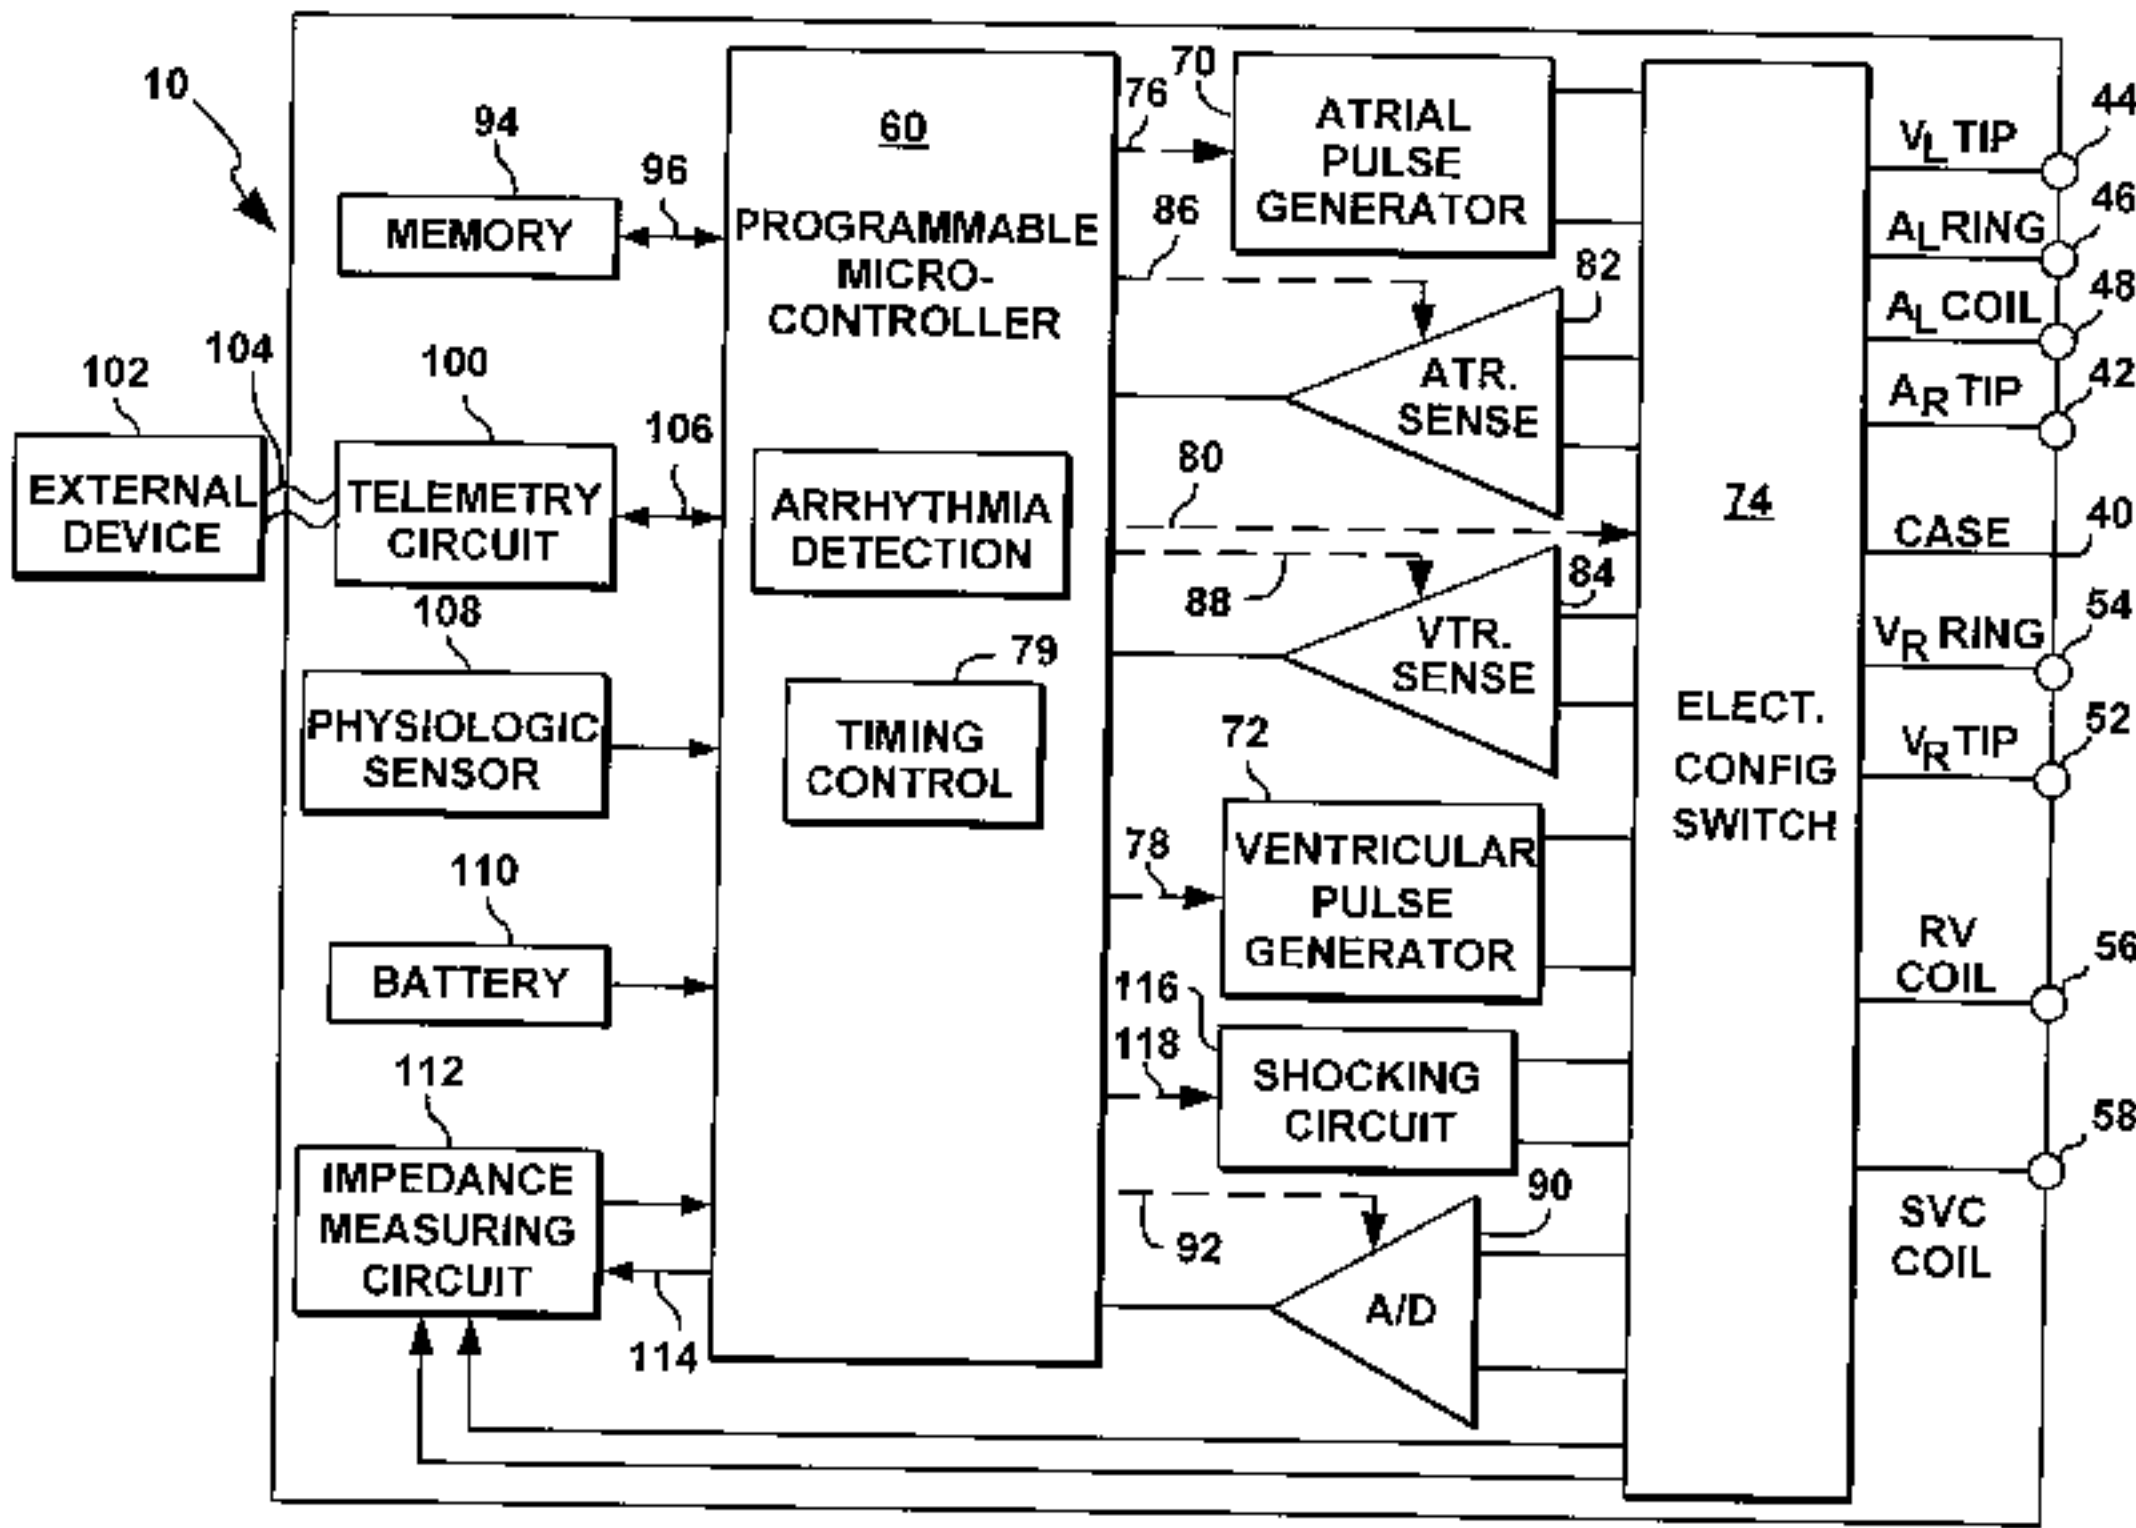 10
94
MEMORY
96
60
PROGRAMMABLE
MICRO-
CONTROLLER
76
70
ATRIAL
PULSE
GENERATOR
86
82
ATR.
SENSE
102
EXTERNAL
DEVICE
104
100
TELEMETRY
CIRCUIT
106
ARRHYTHMIA
DETECTION
80
88
84
VTR.
SENSE
108
PHYSIOLOGIC
SENSOR
79
TIMING
CONTROL
72
78
VENTRICULAR
PULSE
GENERATOR
110
BATTERY
116
118
SHOCKING
CIRCUIT
112
IMPEDANCE
MEASURING
CIRCUIT
114
92
90
A/D
74
ELECT.
CONFIG
SWITCH
44
VL TIP
46
AL RING
48
AL COIL
42
AR TIP
40
CASE
54
VR RING
52
VR TIP
RV
COIL
56
58
SVC
COIL